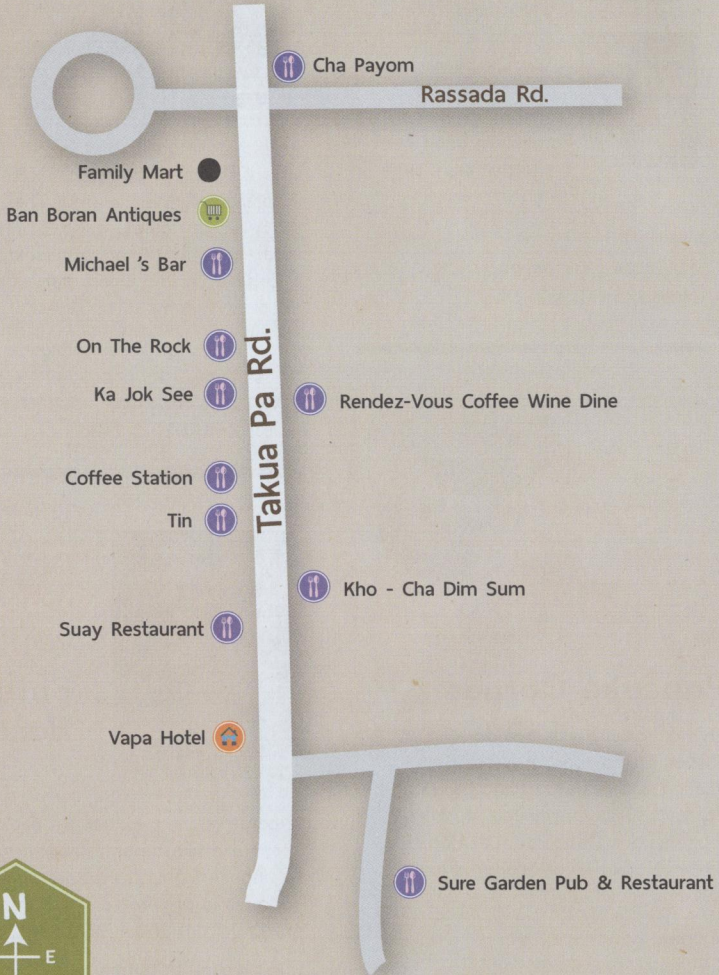 Cha Payom
Rassada Rd.
Family Mart
Ban Boran Antiques
Michael 's Bar
On The Rock
Takua Pa Rd.
Ka Jok See
Rendez-Vous Coffee Wine Dine
Coffee Station
Tin
Kho - Cha Dim Sum
Suay Restaurant
Vapa Hotel
Sure Garden Pub & Restaurant
N
E